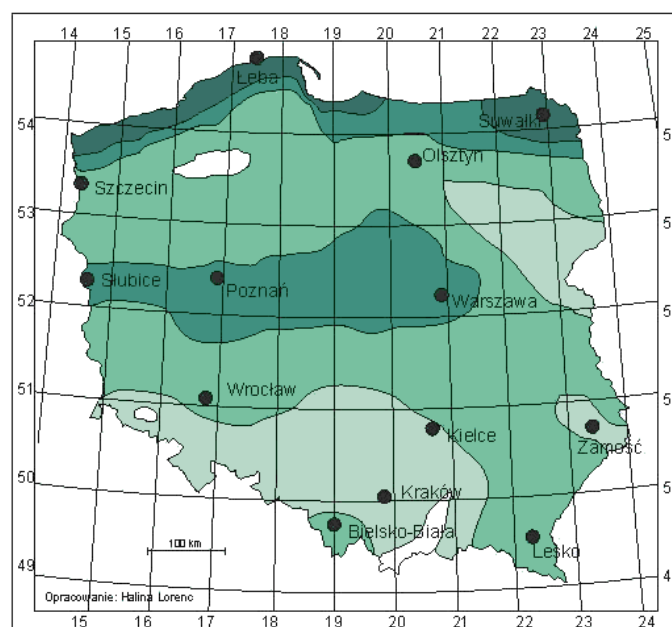 14 15 16 17 18 19 20 21 22 23 24 25
Łeba
54
Suwałki
Olsztyn
Szczecin
53
Słubice
Poznań
Warszawa
52
Wrocław
51
Kielce
Zamość
50
Kraków
Bielsko-Biała
Lesko
100 km
49
Opracowanie: Halina Lorenc
15 16 17 18 19 20 21 22 23 24